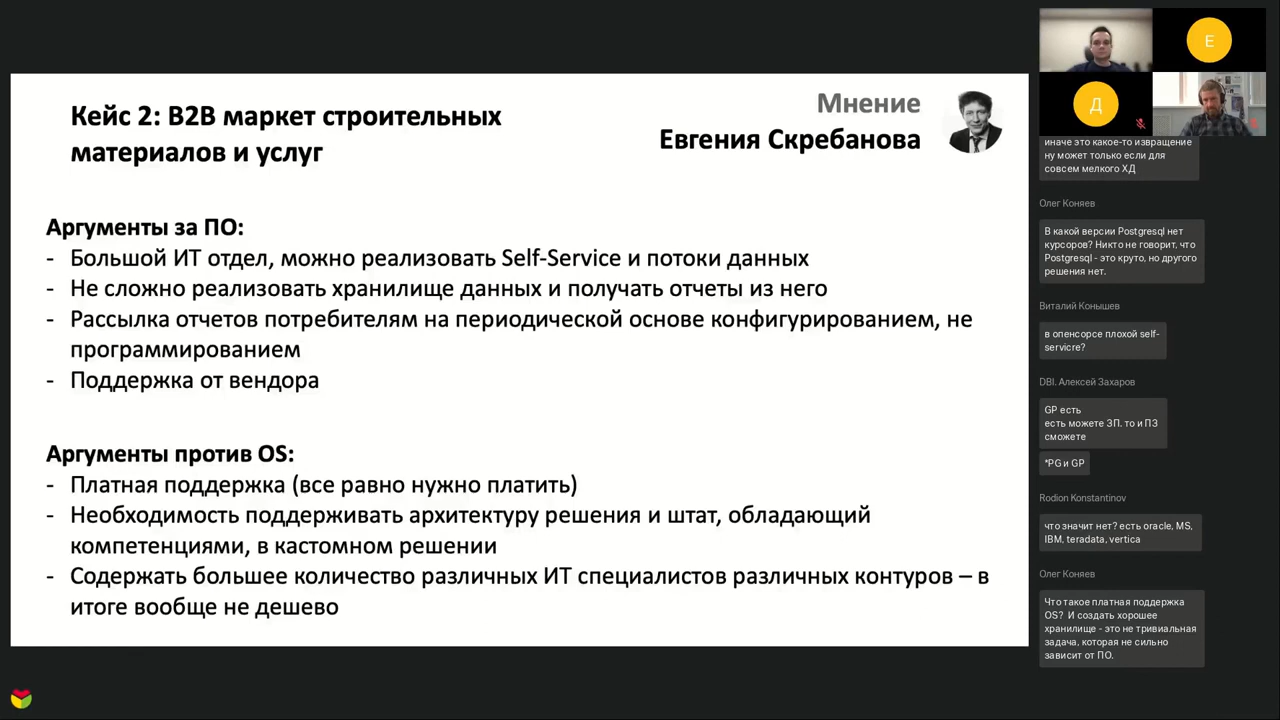 Кейс 2: B2B маркет строительных
материалов и услуг
Мнение
Евгения Скребанова
Аргументы за ПО:
- Большой ИТ отдел, можно реализовать Self-Service и потоки данных
- Не сложно реализовать хранилище данных и получать отчеты из него
- Рассылка отчетов потребителям на периодической основе конфигурированием, не
программированием
- Поддержка от вендора
Аргументы против OS:
- Платная поддержка (все равно нужно платить)
- Необходимость поддерживать архитектуру решения и штат, обладающий
компетенциями, в кастомном решении
- Содержать большее количество различных ИТ специалистов различных контуров – в
итоге вообще не дешево
Е
Д
иначе это какое-то извращение
ну может только если для
совсем мелкого ХД
Олег Коняев
В какой версии Postgresql нет
курсоров? Никто не говорит, что
Postgresql - это круто, но другого
решения нет.
Виталий Конышев
в опенсорсе плохой self-
servicre?
DBI. Алексей Захаров
GP есть
есть можете ЗП. то и ПЗ
сможете
*PG и GP
Rodion Konstantinov
что значит нет? есть oracle, MS,
IBM, teradata, vertica
Олег Коняев
Что такое платная поддержка
OS? И создать хорошее
хранилище - это не тривиальная
задача, которая не сильно
зависит от ПО.